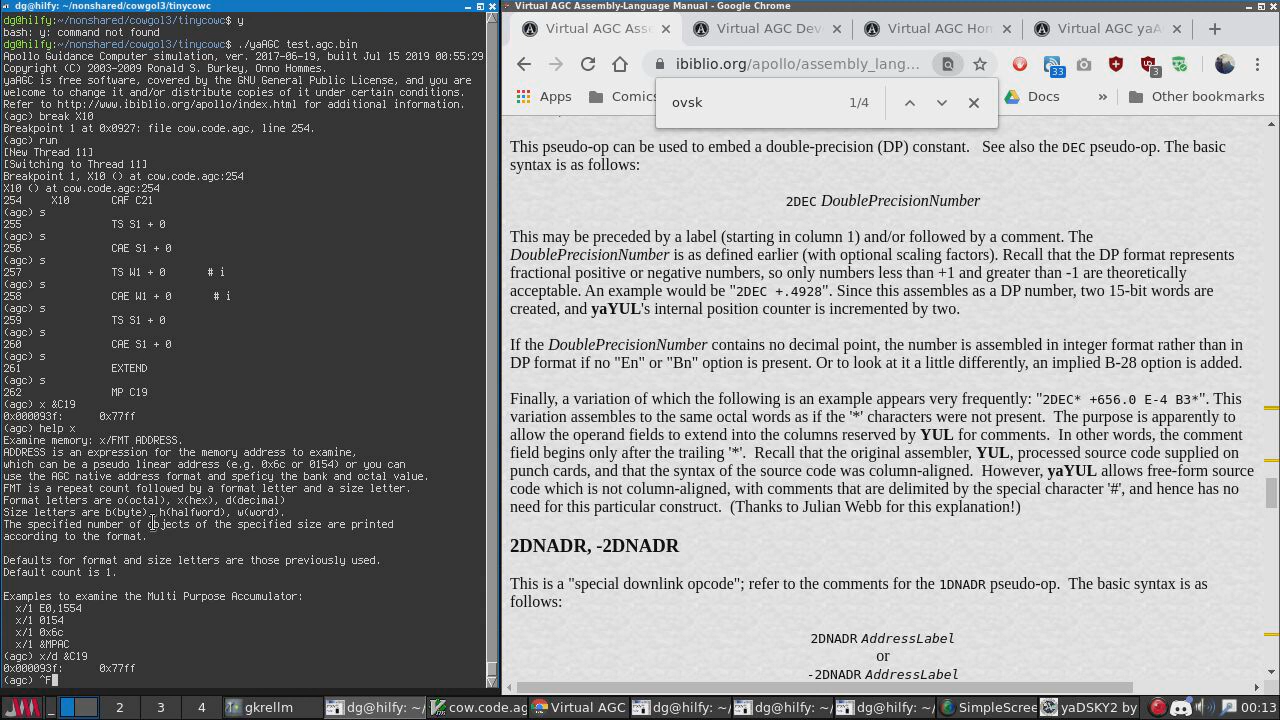 dg@hilfy: ~/nonshared/cowgol3/tinycowc
dg@hilfy:~/nonshared/cowgol3/tinycowc$ y
bash: y: command not found
dg@hilfy:~/nonshared/cowgol3/tinycowc$ ./yaAGC test.agc.bin
Apollo Guidance Computer simulation, ver. 2017-06-19, built Jul 15 2019 00:55:29
Copyright (C) 2003-2009 Ronald S. Burkey, Onno Hommes.
yaAGC is free software, covered by the GNU General Public License, and you are
welcome to change it and/or distribute copies of it under certain conditions.
Refer to http://www.ibiblio.org/apollo/index.html for additional information.
(agc) break X10
Breakpoint 1 at 0x0927: file cow.code.agc, line 314.
(agc) run
[New Thread 11]
[Switching to Thread 11]
Breakpoint 1, X10 () at cow.code.agc:254
X10 () at cow.code.agc:254
254 X10 CAF C21
(agc) s
255 TS S1 + 0
(agc) s
256 CAE S1 + 0
(agc) s
257 TS W1 + 0 # i
(agc) s
258 CAE W1 + 0 # i
(agc) s
259 TS S1 + 0
(agc) s
260 CAE S1 + 0
(agc) s
261 EXTEND
(agc) s
262 MP C19
(agc) x &C19
0x000093f: 0x77ff
(agc) help x
Examine memory: x/FMT ADDRESS.
ADDRESS is an expression for the memory address to examine,
which can be a pseudo linear address (e.g. 0x6c or 0154) or you can
use the AGC native address format and speficy the bank and octal value.
FMT is a repeat count followed by a format letter and a size letter.
Format letters are o(octal), x(hex), d(decimal)
Size letters are b(byte), h(halfword), w(word).
The specified number of objects of the specified size are printed
according to the format.
Defaults for format and size letters are those previously used.
Default count is 1.
Examples to examine the Multi Purpose Accumulator:
x/1 E0,1554
x/1 0154
x/1 0x6c
x/1 &MPAC
(agc) x/d &C19
0x000093f: 0x77ff
(agc) ^F
Virtual AGC Assembly-Language Manual - Google Chrome
Virtual AGC Asse
Virtual AGC Dev
Virtual AGC Hon
Virtual AGC yaA
ibiblio.org/apollo/assembly_lang...
33
3
Apps
Comics
Docs
»
Other bookmarks
ovsk
1/4
This pseudo-op can be used to embed a double-precision (DP) constant. See also the DEC pseudo-op. The basic
syntax is as follows:
2DEC DoublePrecisionNumber
This may be preceded by a label (starting in column 1) and/or followed by a comment. The
DoublePrecisionNumber is as defined earlier (with optional scaling factors). Recall that the DP format represents
fractional positive or negative numbers, so only numbers less than +1 and greater than -1 are theoretically
acceptable. An example would be "2DEC +.4928". Since this assembles as a DP number, two 15-bit words are
created, and yaYUL's internal position counter is incremented by two.
If the DoublePrecisionNumber contains no decimal point, the number is assembled in integer format rather than in
DP format if no "En" or "Bn" option is present. Or to look at it a little differently, an implied B-28 option is added.
Finally, a variation of which the following is an example appears very frequently: "2DEC* +656.0 E-4 B3*". This
variation assembles to the same octal words as if the '*' characters were not present. The purpose is apparently to
allow the operand fields to extend into the columns reserved by YUL for comments. In other words, the comment
field begins only after the trailing '*'. Recall that the original assembler, YUL, processed source code supplied on
punch cards, and that the syntax of the source code was column-aligned. However, yaYUL allows free-form source
code which is not column-aligned, with comments that are delimited by the special character '#', and hence has no
need for this particular construct. (Thanks to Julian Webb for this explanation!)
2DNADR, -2DNADR
This is a "special downlink opcode"; refer to the comments for the 1DNADR pseudo-op. The basic syntax is as
follows:
2DNADR AddressLabel
or
-2DNADR AddressLabel
2
3
4
gkrellm
dg@hilfy: ~/
cow.code.ag
Virtual AGC
dg@hilfy: ~/
dg@hilfy: ~/
dg@hilfy: ~/
SimpleScree
yaDSKY2 by
00:13